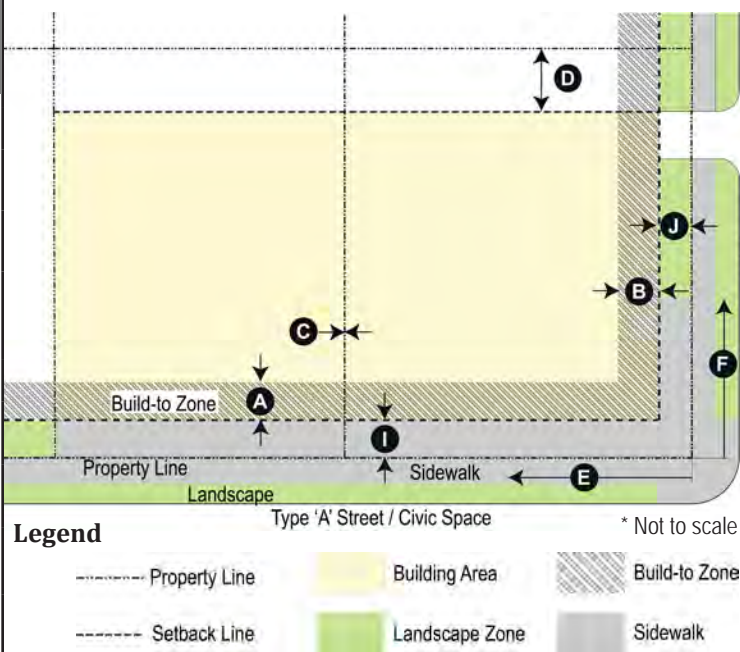 D
J
B
C
F
A
Build-to Zone
I
Property Line
Sidewalk
E
Landscape
Type ‘A’ Street / Civic Space
* Not to scale
Legend
Property Line
Building Area
Build-to Zone
Setback Line
Landscape Zone
Sidewalk